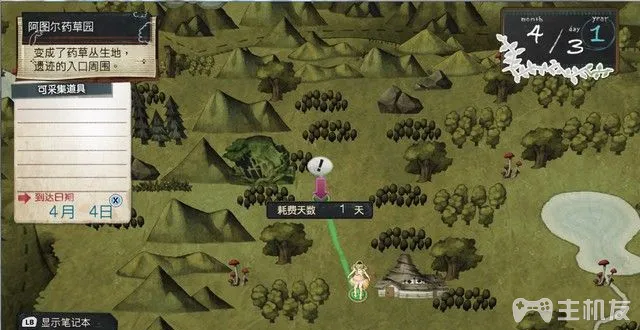 阿图尔药草园
变成了药草丛生地，
遗迹的入口周围。
可采集道具
到达日期
4月 4日
X
month day year
4/3 1
!
耗费天数 1 天
LB 显示笔记本
主机友